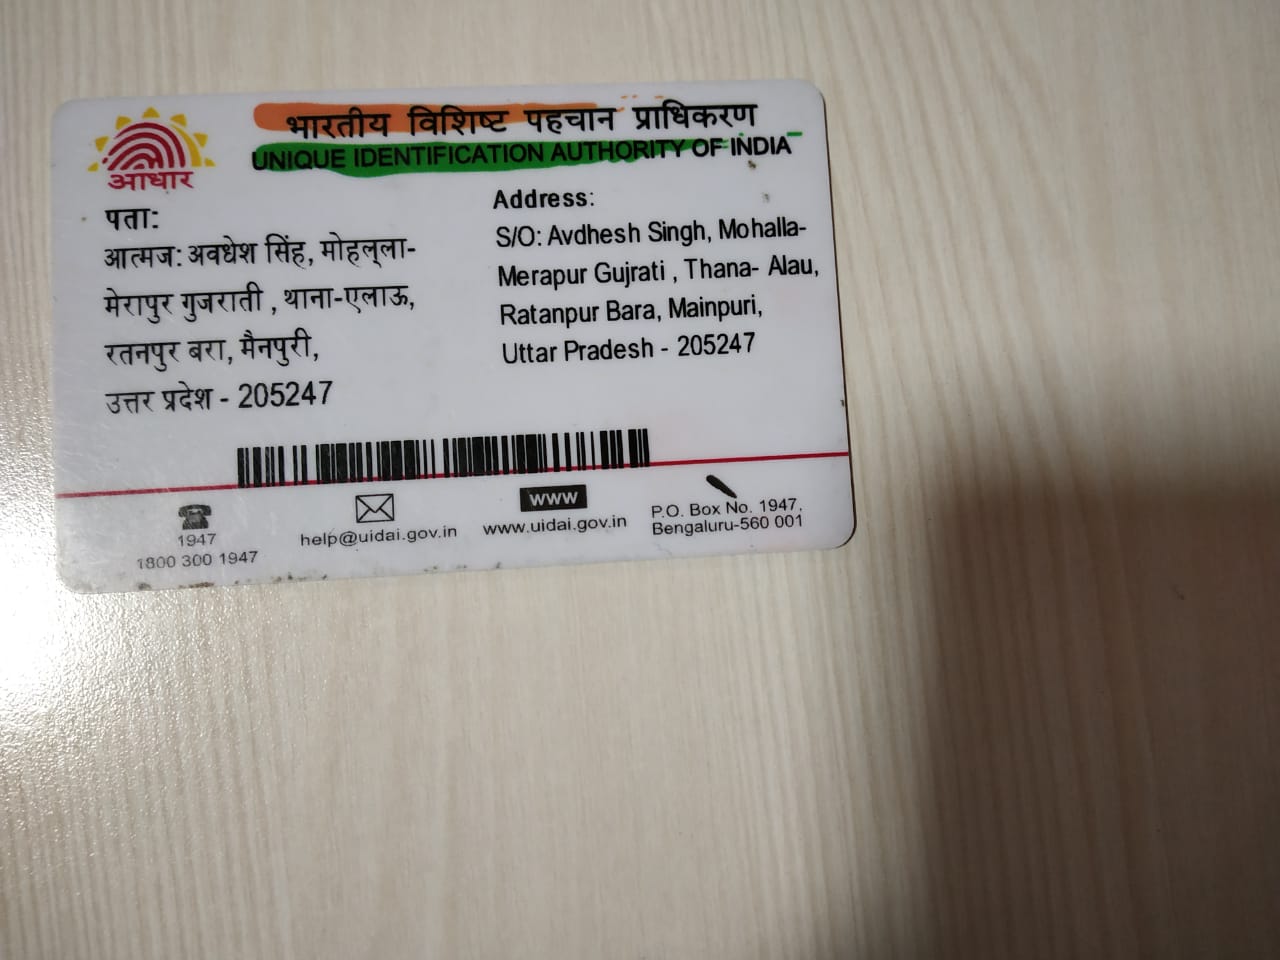 भारतीय विशिष्ट पहचान प्राधिकरण
UNIQUE IDENTIFICATION AUTHORITY OF INDIA
आधार
पता:
आत्मज: अवधेश सिंह, मोहल्ला-
मेरापुर गुजराती , थाना-एलाऊ,
रतनपुर बरा, मैनपुरी,
उत्तर प्रदेश - 205247
Address:
S/O: Avdhesh Singh, Mohalla-
Merapur Gujrati , Thana- Alau,
Ratanpur Bara, Mainpuri,
Uttar Pradesh - 205247
1947
1800 300 1947
help@uidai.gov.in
www
www.uidai.gov.in
P.O. Box No. 1947,
Bengaluru-560 001